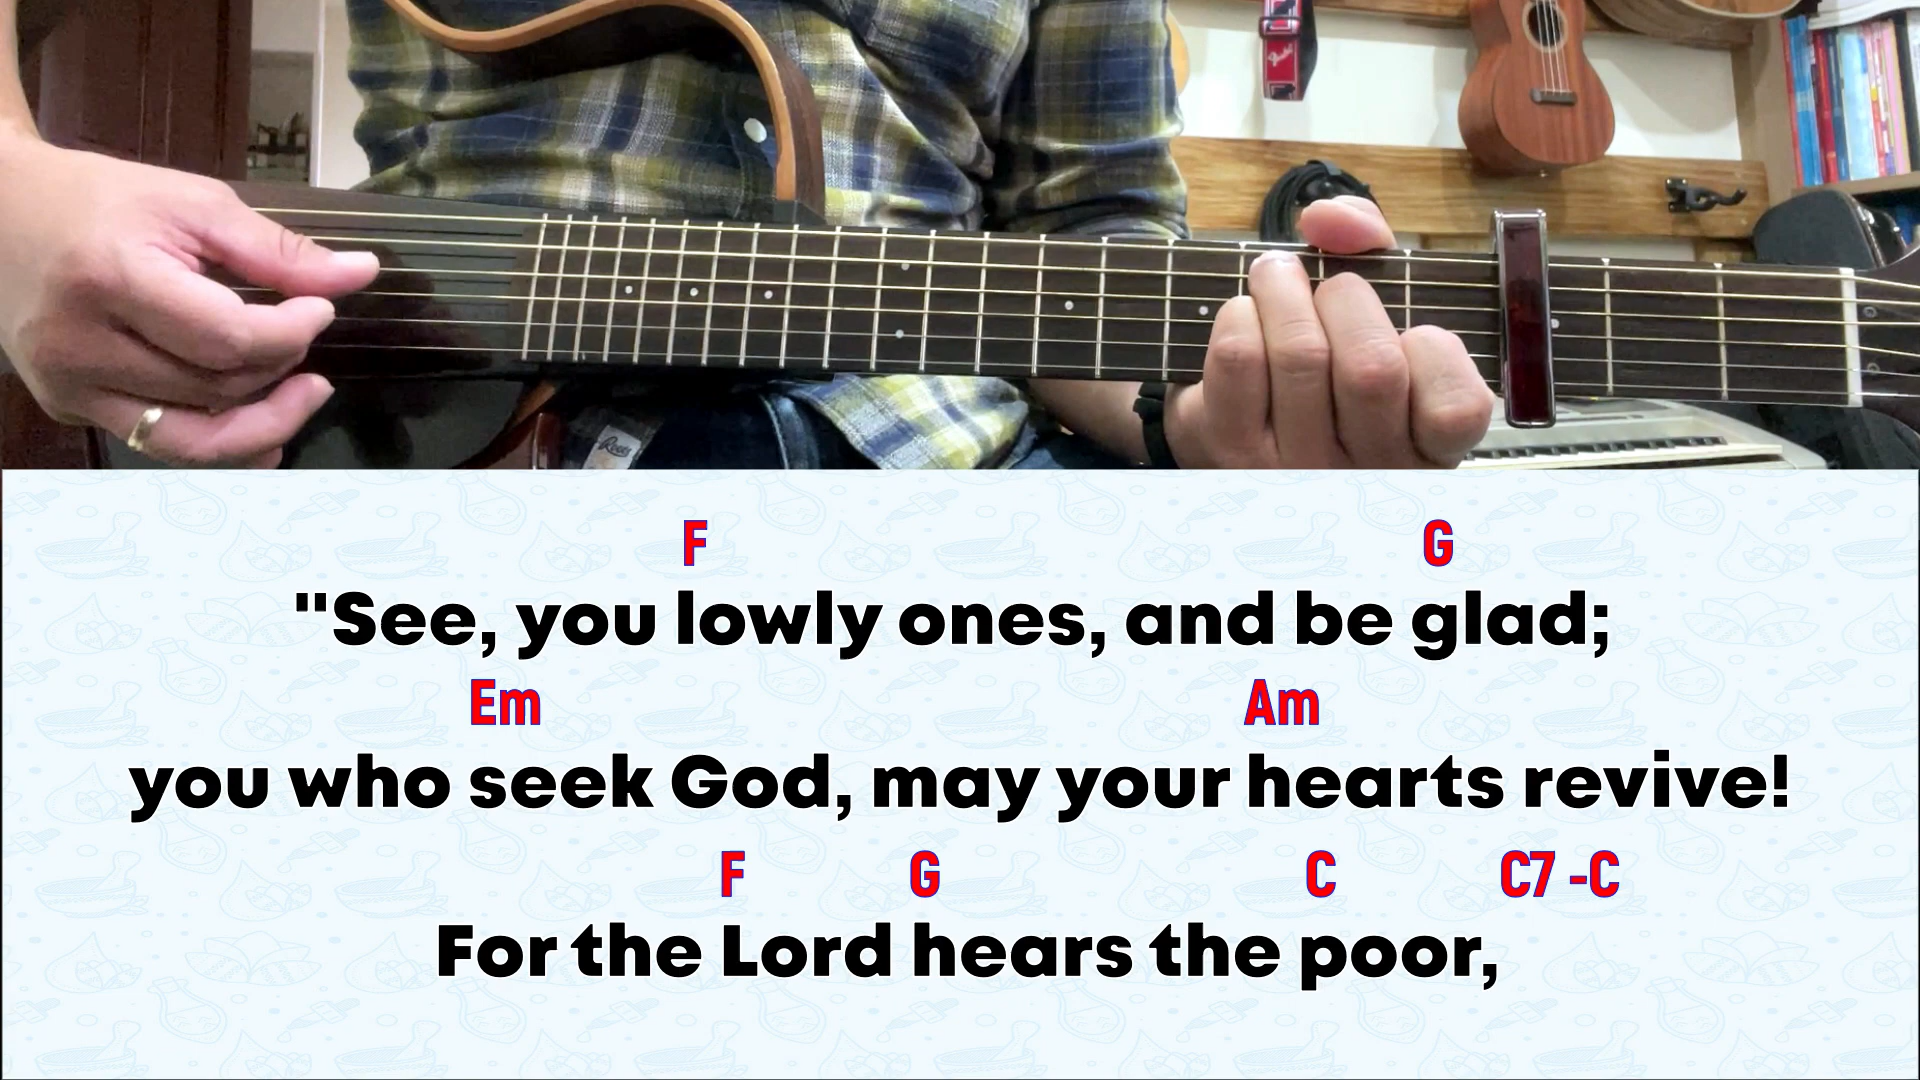 Fender
F G
"See, you lowly ones, and be glad;
Em Am
you who seek God, may your hearts revive!
F G C C7 -C
For the Lord hears the poor,